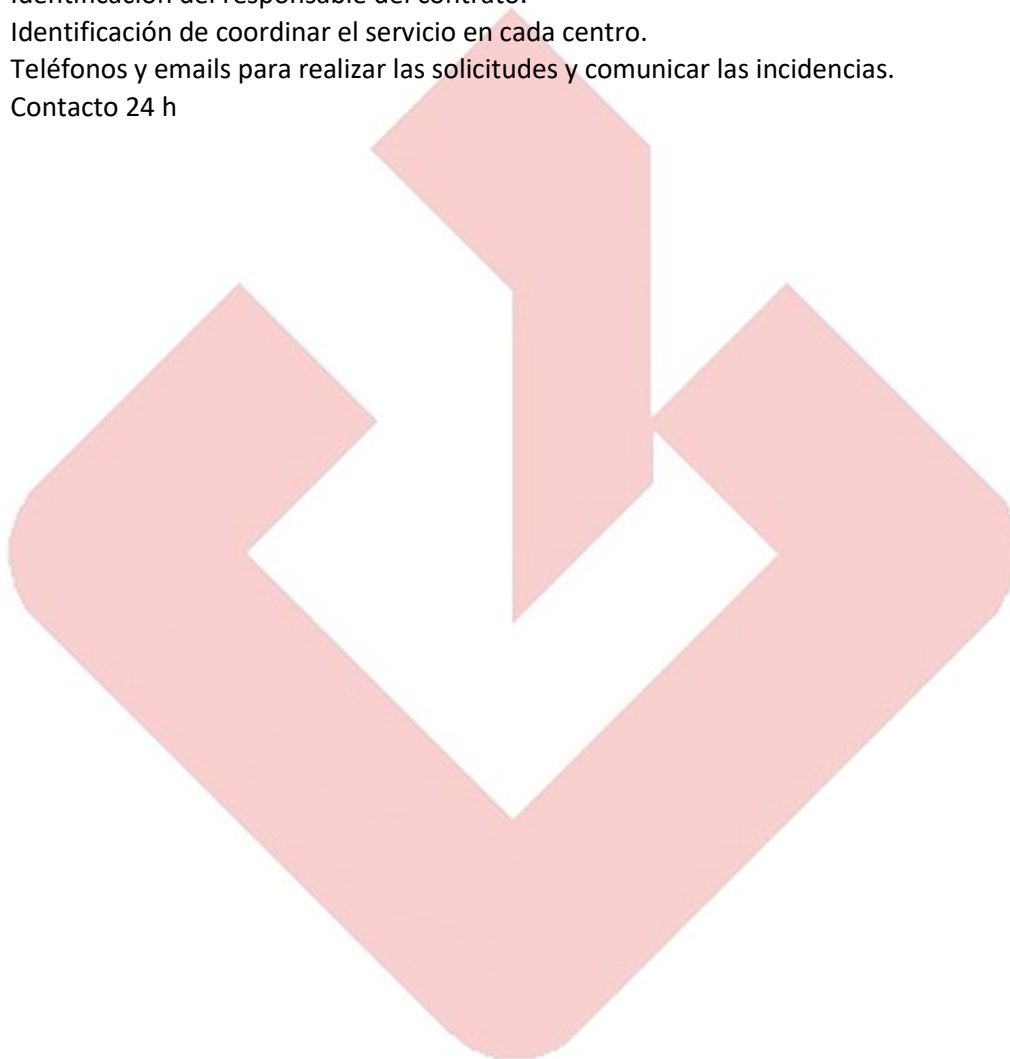 Identificación del responsable del contrato.
Identificación de coordinar el servicio en cada centro.
Teléfonos y emails para realizar las solicitudes y comunicar las incidencias.
Contacto 24 h